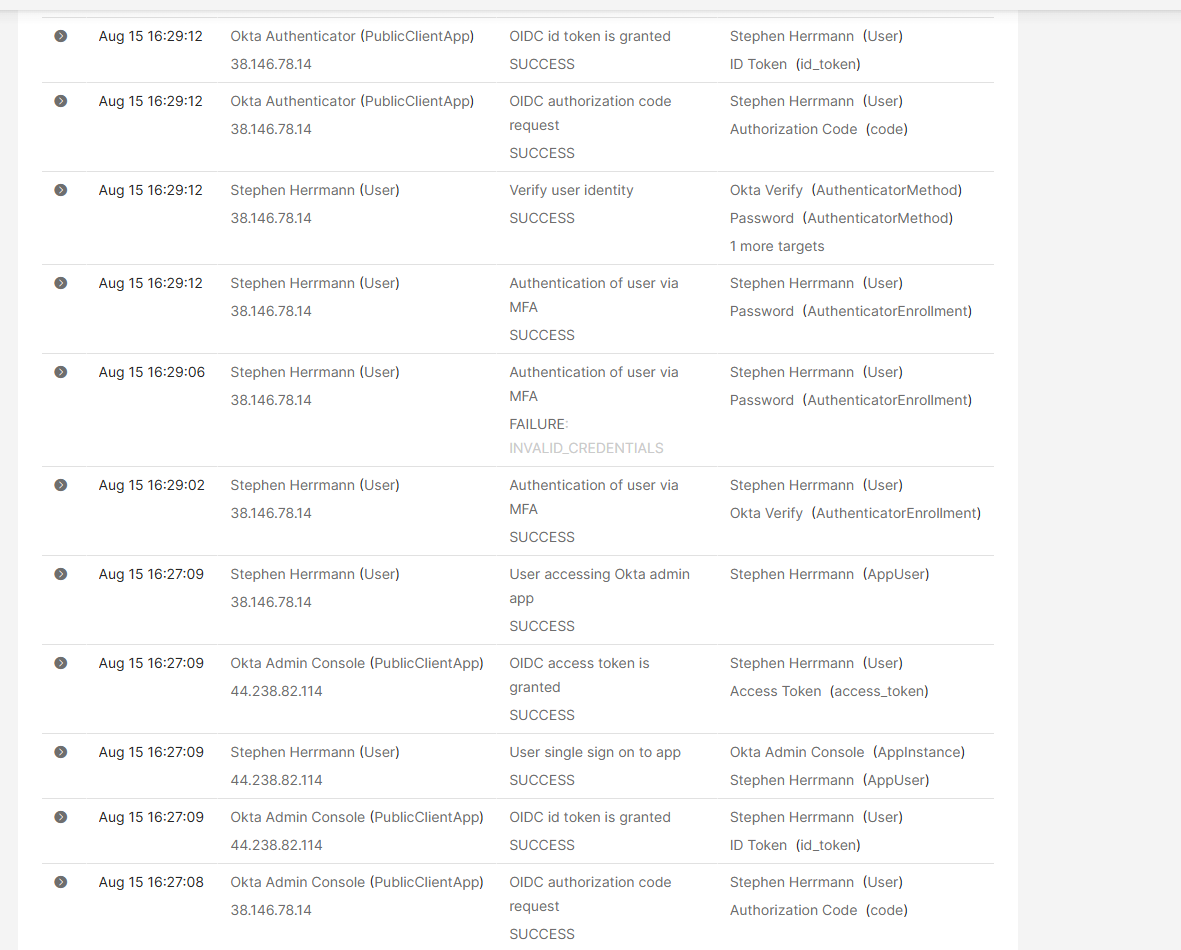 Aug 15 16:29:12 Okta Authenticator (PublicClientApp) OIDC id token is granted Stephen Herrmann (User)
38.146.78.14 SUCCESS ID Token (id_token)
Aug 15 16:29:12 Okta Authenticator (PublicClientApp) OIDC authorization code Stephen Herrmann (User)
38.146.78.14 request Authorization Code (code)
SUCCESS
Aug 15 16:29:12 Stephen Herrmann (User) Verify user identity Okta Verify (AuthenticatorMethod)
38.146.78.14 SUCCESS Password (AuthenticatorMethod)
1 more targets
Aug 15 16:29:12 Stephen Herrmann (User) Authentication of user via Stephen Herrmann (User)
38.146.78.14 MFA Password (AuthenticatorEnrollment)
SUCCESS
Aug 15 16:29:06 Stephen Herrmann (User) Authentication of user via Stephen Herrmann (User)
38.146.78.14 MFA Password (AuthenticatorEnrollment)
FAILURE:
INVALID_CREDENTIALS
Aug 15 16:29:02 Stephen Herrmann (User) Authentication of user via Stephen Herrmann (User)
38.146.78.14 MFA Okta Verify (AuthenticatorEnrollment)
SUCCESS
Aug 15 16:27:09 Stephen Herrmann (User) User accessing Okta admin Stephen Herrmann (AppUser)
38.146.78.14 app
SUCCESS
Aug 15 16:27:09 Okta Admin Console (PublicClientApp) OIDC access token is Stephen Herrmann (User)
44.238.82.114 granted Access Token (access_token)
SUCCESS
Aug 15 16:27:09 Stephen Herrmann (User) User single sign on to app Okta Admin Console (AppInstance)
44.238.82.114 SUCCESS Stephen Herrmann (AppUser)
Aug 15 16:27:09 Okta Admin Console (PublicClientApp) OIDC id token is granted Stephen Herrmann (User)
44.238.82.114 SUCCESS ID Token (id_token)
Aug 15 16:27:08 Okta Admin Console (PublicClientApp) OIDC authorization code Stephen Herrmann (User)
38.146.78.14 request Authorization Code (code)
SUCCESS